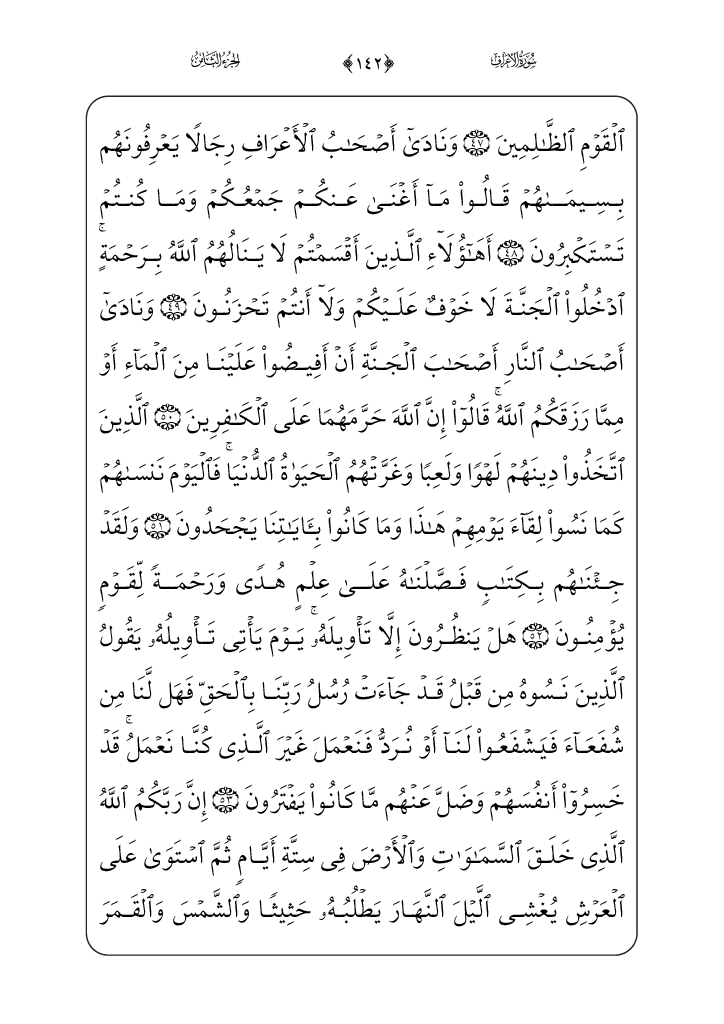 سُورَةُ الأَعْرَافِ ﴿١٤٢﴾ الجُزْءُ الثَّامِنُ
ٱلْقَوْمِ ٱلظَّـٰلِمِينَ ٤٧ وَنَادَىٰٓ أَصْحَـٰبُ ٱلْأَعْرَافِ رِجَالًا يَعْرِفُونَهُم
بِسِيمَـٰهُمْ قَالُوا۟ مَآ أَغْنَىٰ عَنكُمْ جَمْعُكُمْ وَمَا كُنتُمْ
تَسْتَكْبِرُونَ ٤٨ أَهَـٰٓؤُلَآءِ ٱلَّذِينَ أَقْسَمْتُمْ لَا يَنَالُهُمُ ٱللَّهُ بِرَحْمَةٍ ۚ
ٱدْخُلُوا۟ ٱلْجَنَّةَ لَا خَوْفٌ عَلَيْكُمْ وَلَآ أَنتُمْ تَحْزَنُونَ ٤٩ وَنَادَىٰٓ
أَصْحَـٰبُ ٱلنَّارِ أَصْحَـٰبَ ٱلْجَنَّةِ أَنْ أَفِيضُوا۟ عَلَيْنَا مِنَ ٱلْمَآءِ أَوْ
مِمَّا رَزَقَكُمُ ٱللَّهُ ۚ قَالُوٓا۟ إِنَّ ٱللَّهَ حَرَّمَهُمَا عَلَى ٱلْكَـٰفِرِينَ ٥٠ ٱلَّذِينَ
ٱتَّخَذُوا۟ دِينَهُمْ لَهْوًا وَلَعِبًا وَغَرَّتْهُمُ ٱلْحَيَوٰةُ ٱلدُّنْيَا ۚ فَٱلْيَوْمَ نَنسَىٰهُمْ
كَمَا نَسُوا۟ لِقَآءَ يَوْمِهِمْ هَـٰذَا وَمَا كَانُوا۟ بِـَٔايَـٰتِنَا يَجْحَدُونَ ٥١ وَلَقَدْ
جِئْنَـٰهُم بِكِتَـٰبٍ فَصَّلْنَـٰهُ عَلَىٰ عِلْمٍ هُدًى وَرَحْمَةً لِّقَوْمٍ
يُؤْمِنُونَ ٥٢ هَلْ يَنظُرُونَ إِلَّا تَأْوِيلَهُۥ ۚ يَوْمَ يَأْتِى تَأْوِيلُهُۥ يَقُولُ
ٱلَّذِينَ نَسُوهُ مِن قَبْلُ قَدْ جَآءَتْ رُسُلُ رَبِّنَا بِٱلْحَقِّ فَهَل لَّنَا مِن
شُفَعَآءَ فَيَشْفَعُوا۟ لَنَآ أَوْ نُرَدُّ فَنَعْمَلَ غَيْرَ ٱلَّذِى كُنَّا نَعْمَلُ ۚ قَدْ
خَسِرُوٓا۟ أَنفُسَهُمْ وَضَلَّ عَنْهُم مَّا كَانُوا۟ يَفْتَرُونَ ٥٣ إِنَّ رَبَّكُمُ ٱللَّهُ
ٱلَّذِى خَلَقَ ٱلسَّمَـٰوَٰتِ وَٱلْأَرْضَ فِى سِتَّةِ أَيَّامٍ ثُمَّ ٱسْتَوَىٰ عَلَى
ٱلْعَرْشِ يُغْشِى ٱلَّيْلَ ٱلنَّهَارَ يَطْلُبُهُۥ حَثِيثًا وَٱلشَّمْسَ وَٱلْقَمَرَ